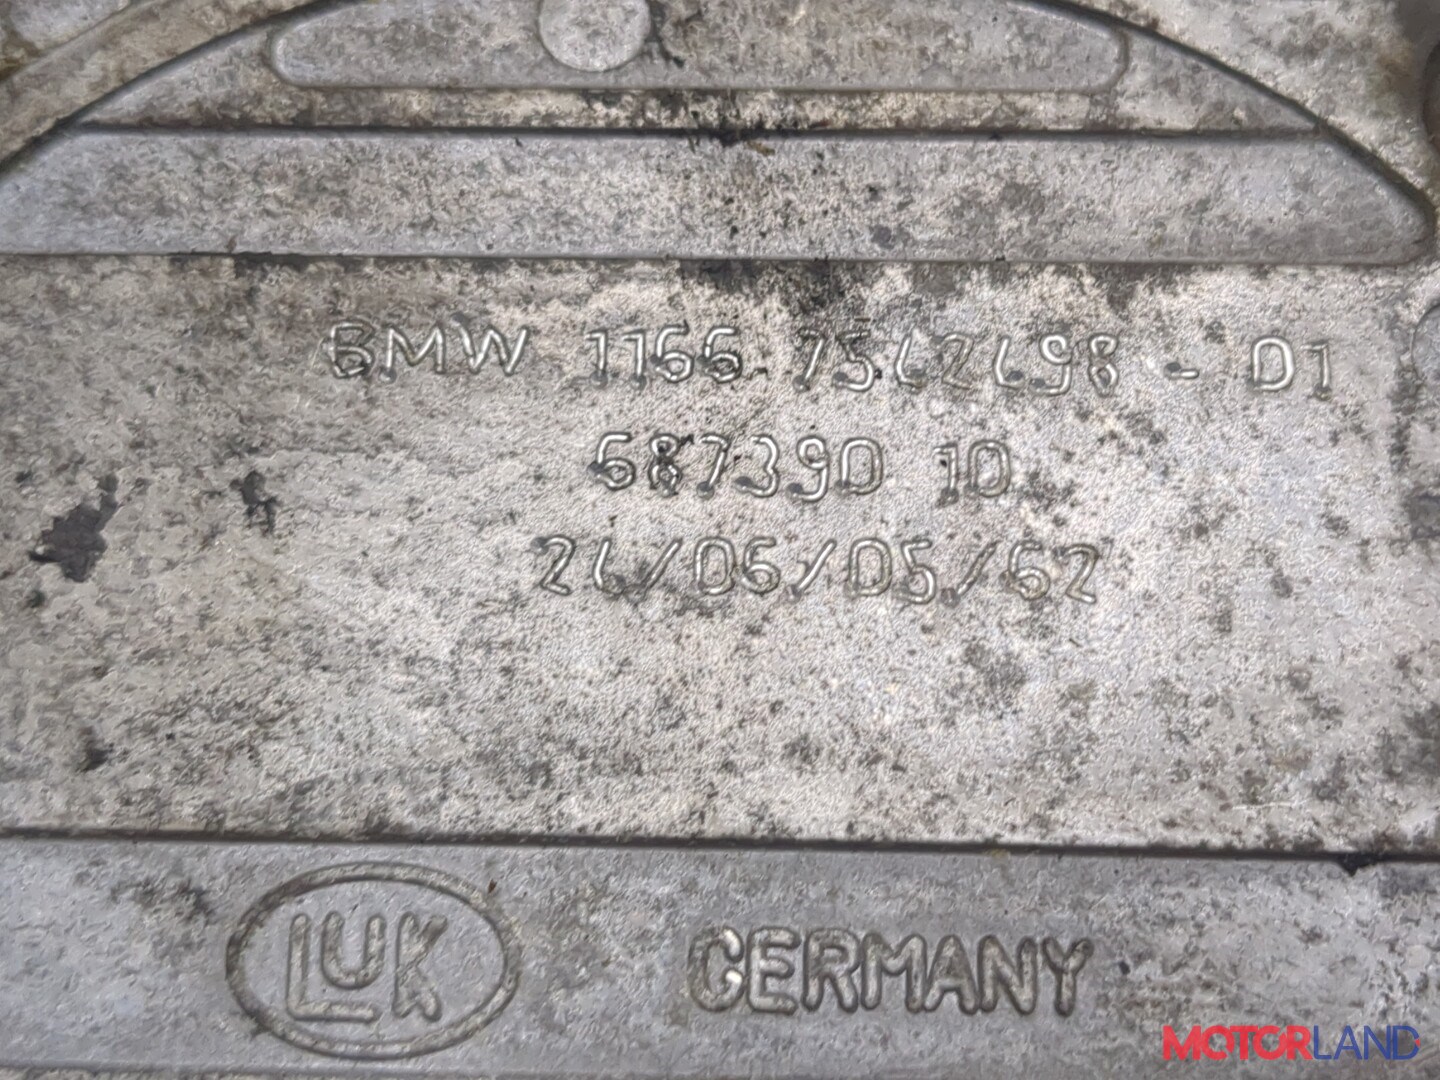 BMW 1166 7542498 - 01
687390 10
24/06/05/62
LUK GERMANY
MOTORLAND